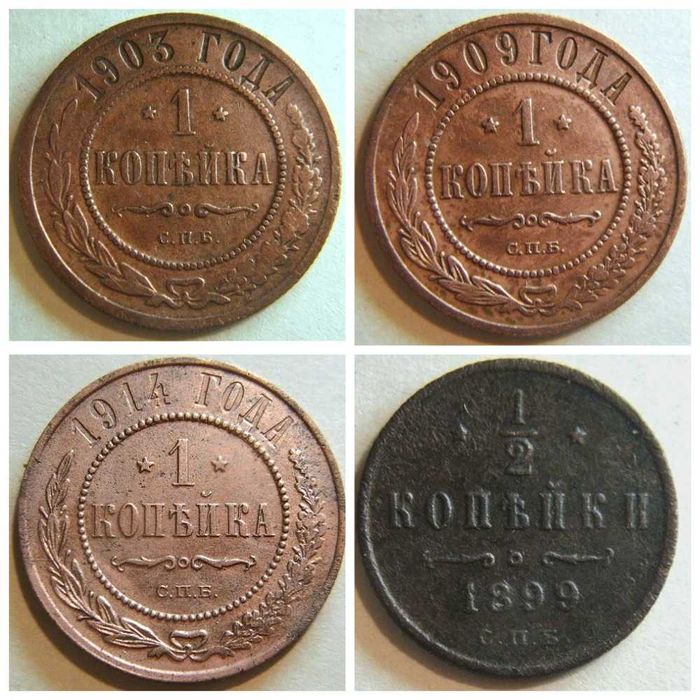 1903 ГОДА
1
КОПѢЙКА
С.П.Б.
1909 ГОДА
1
КОПѢЙКА
С.П.Б.
1914 ГОДА
1
КОПѢЙКА
С.П.Б.
1/2
КОПѢЙКИ
1899
С.П.Б.